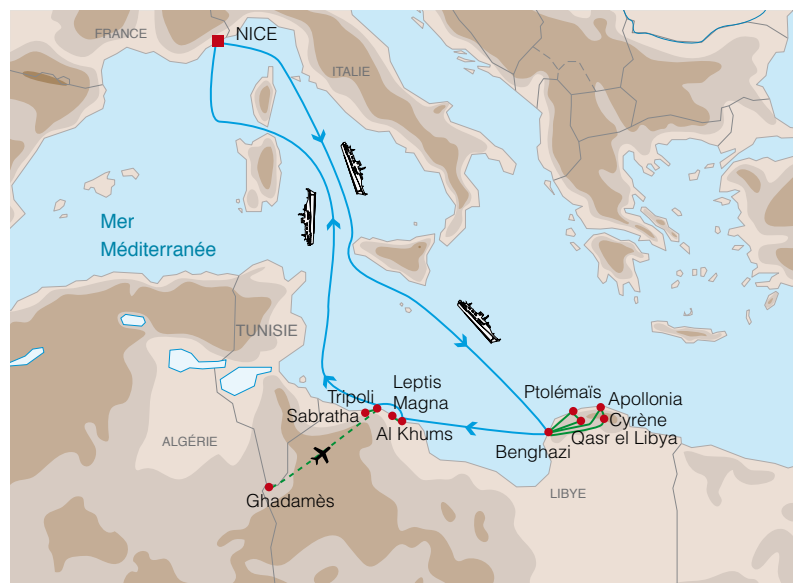 FRANCE
NICE
ITALIE
Mer
Méditerranée
TUNISIE
Tripoli
Leptis
Magna
Sabratha
Al Khums
Ptolémaïs
Apollonia
Cyrène
Qasr el Libya
Benghazi
ALGÉRIE
Ghadamès
LIBYE